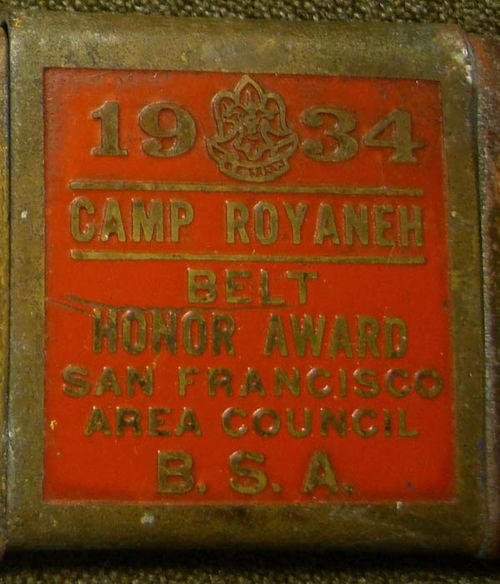 1934
CAMP ROYANEH
BELT
HONOR AWARD
SAN FRANCISCO
AREA COUNCIL
B. S. A.